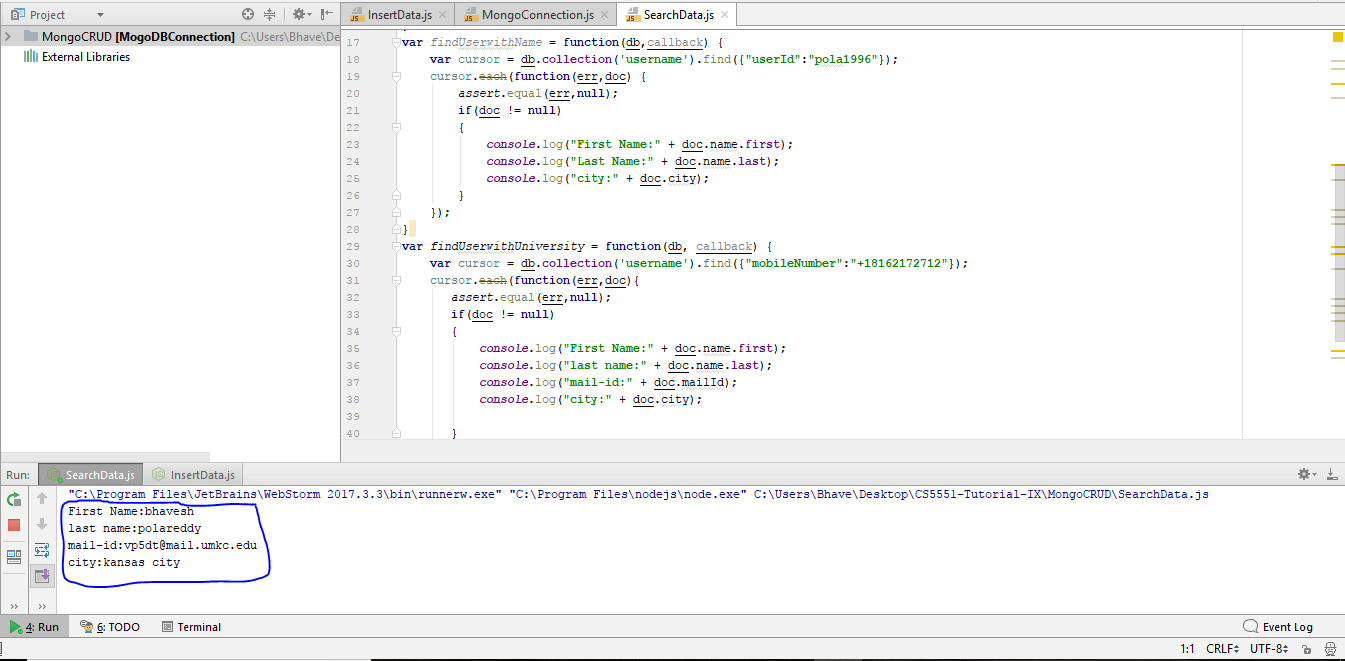 Project
InsertData.js
MongoConnection.js
SearchData.js
MongoCRUD [MogoDBConnection] C:\Users\Bhave\De
External Libraries
17 var findUserwithName = function(db,callback) {
18 var cursor = db.collection('username').find({"userId":"pola1996"});
19 cursor.each(function(err,doc) {
20 assert.equal(err,null);
21 if(doc != null)
22 {
23 console.log("First Name:" + doc.name.first);
24 console.log("Last Name:" + doc.name.last);
25 console.log("city:" + doc.city);
26 }
27 });
28 }
29 var findUserwithUniversity = function(db, callback) {
30 var cursor = db.collection('username').find({"mobileNumber":"+18162172712"});
31 cursor.each(function(err,doc){
32 assert.equal(err,null);
33 if(doc != null)
34 {
35 console.log("First Name:" + doc.name.first);
36 console.log("last name:" + doc.name.last);
37 console.log("mail-id:" + doc.mailId);
38 console.log("city:" + doc.city);
39
40 }
Run: SearchData.js InsertData.js
"C:\Program Files\JetBrains\WebStorm 2017.3.3\bin\runnerw.exe" "C:\Program Files\nodejs\node.exe" C:\Users\Bhave\Desktop\CS5551-Tutorial-IX\MongoCRUD\SearchData.js
First Name:bhavesh
last name:polareddy
mail-id:vp5dt@mail.umkc.edu
city:kansas city
4: Run 6: TODO Terminal Event Log
1:1 CRLF UTF-8